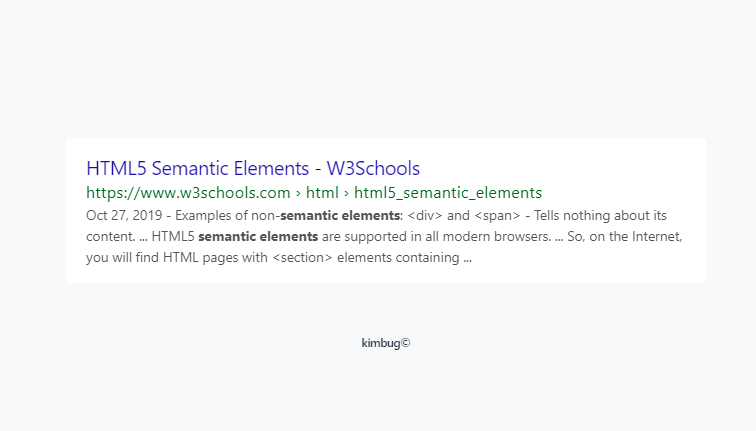 HTML5 Semantic Elements - W3Schools
https://www.w3schools.com › html › html5_semantic_elements
Oct 27, 2019 - Examples of non-semantic elements: <div> and <span> - Tells nothing about its
content. ... HTML5 semantic elements are supported in all modern browsers. ... So, on the Internet,
you will find HTML pages with <section> elements containing ...
kimbug©